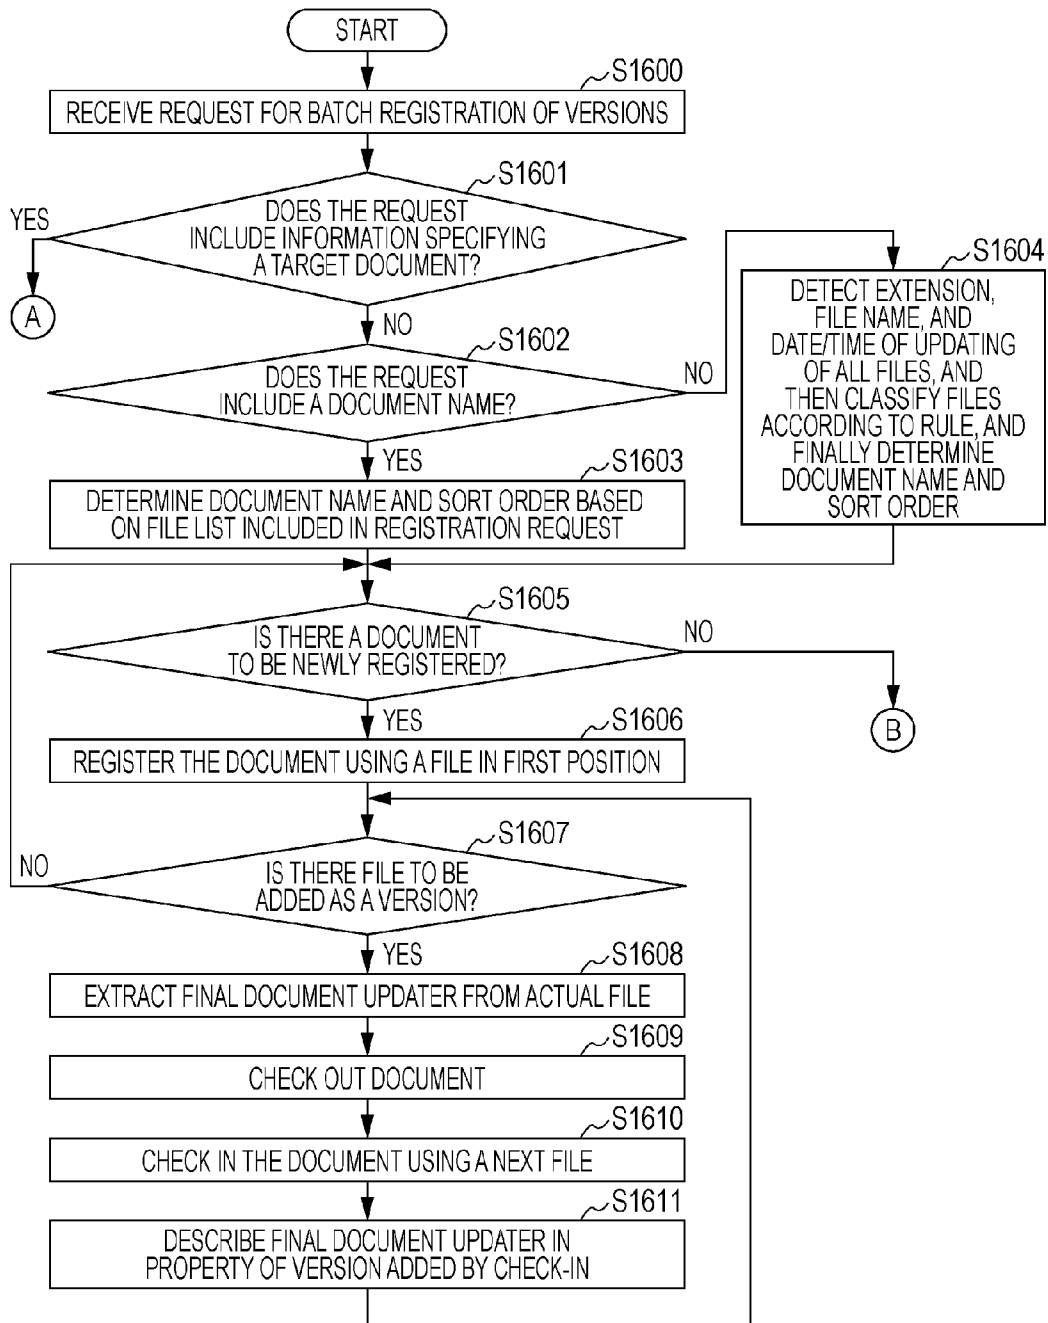 START
S1600
RECEIVE REQUEST FOR BATCH REGISTRATION OF VERSIONS
S1601
DOES THE REQUEST
INCLUDE INFORMATION SPECIFYING
A TARGET DOCUMENT?
YES
A
NO
S1602
DOES THE REQUEST
INCLUDE A DOCUMENT NAME?
NO
S1604
DETECT EXTENSION,
FILE NAME, AND
DATE/TIME OF UPDATING
OF ALL FILES, AND
THEN CLASSIFY FILES
ACCORDING TO RULE, AND
FINALLY DETERMINE
DOCUMENT NAME AND
SORT ORDER
YES
S1603
DETERMINE DOCUMENT NAME AND SORT ORDER BASED
ON FILE LIST INCLUDED IN REGISTRATION REQUEST
S1605
IS THERE A DOCUMENT
TO BE NEWLY REGISTERED?
NO
B
YES
S1606
REGISTER THE DOCUMENT USING A FILE IN FIRST POSITION
S1607
IS THERE FILE TO BE
ADDED AS A VERSION?
NO
YES
S1608
EXTRACT FINAL DOCUMENT UPDATER FROM ACTUAL FILE
S1609
CHECK OUT DOCUMENT
S1610
CHECK IN THE DOCUMENT USING A NEXT FILE
S1611
DESCRIBE FINAL DOCUMENT UPDATER IN
PROPERTY OF VERSION ADDED BY CHECK-IN